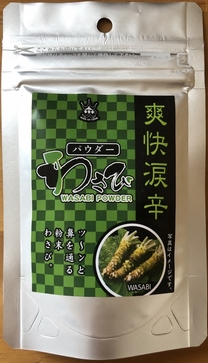 爽快涙辛
パウダー
わさび
WASABI POWDER
写真はイメージです。
ツ～ンと
鼻を通る
粉末
わさび。
WASABI